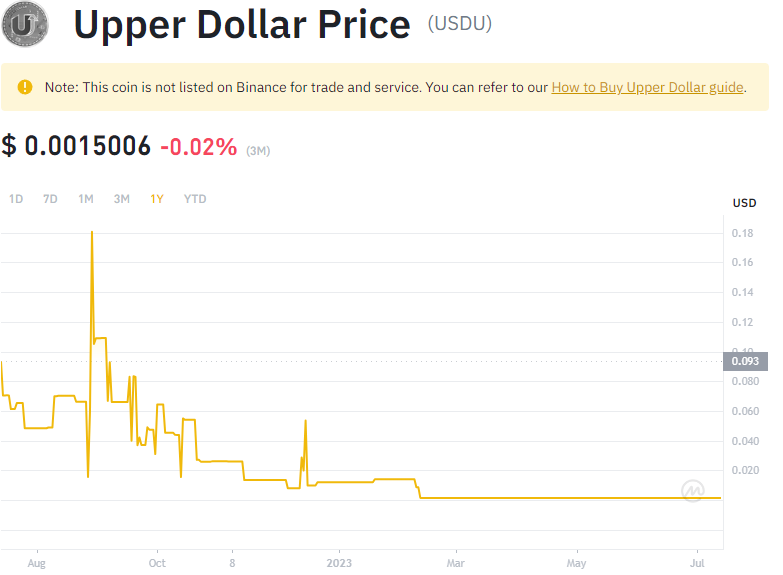 Upper Dollar Price (USDU)
Note: This coin is not listed on Binance for trade and service. You can refer to our How to Buy Upper Dollar guide.
$ 0.0015006 -0.02% (3M)
1D 7D 1M 3M 1Y YTD
USD
0.18
0.16
0.14
0.12
0.10
0.093
0.080
0.060
0.040
0.020
Aug Oct 8 2023 Mar May Jul